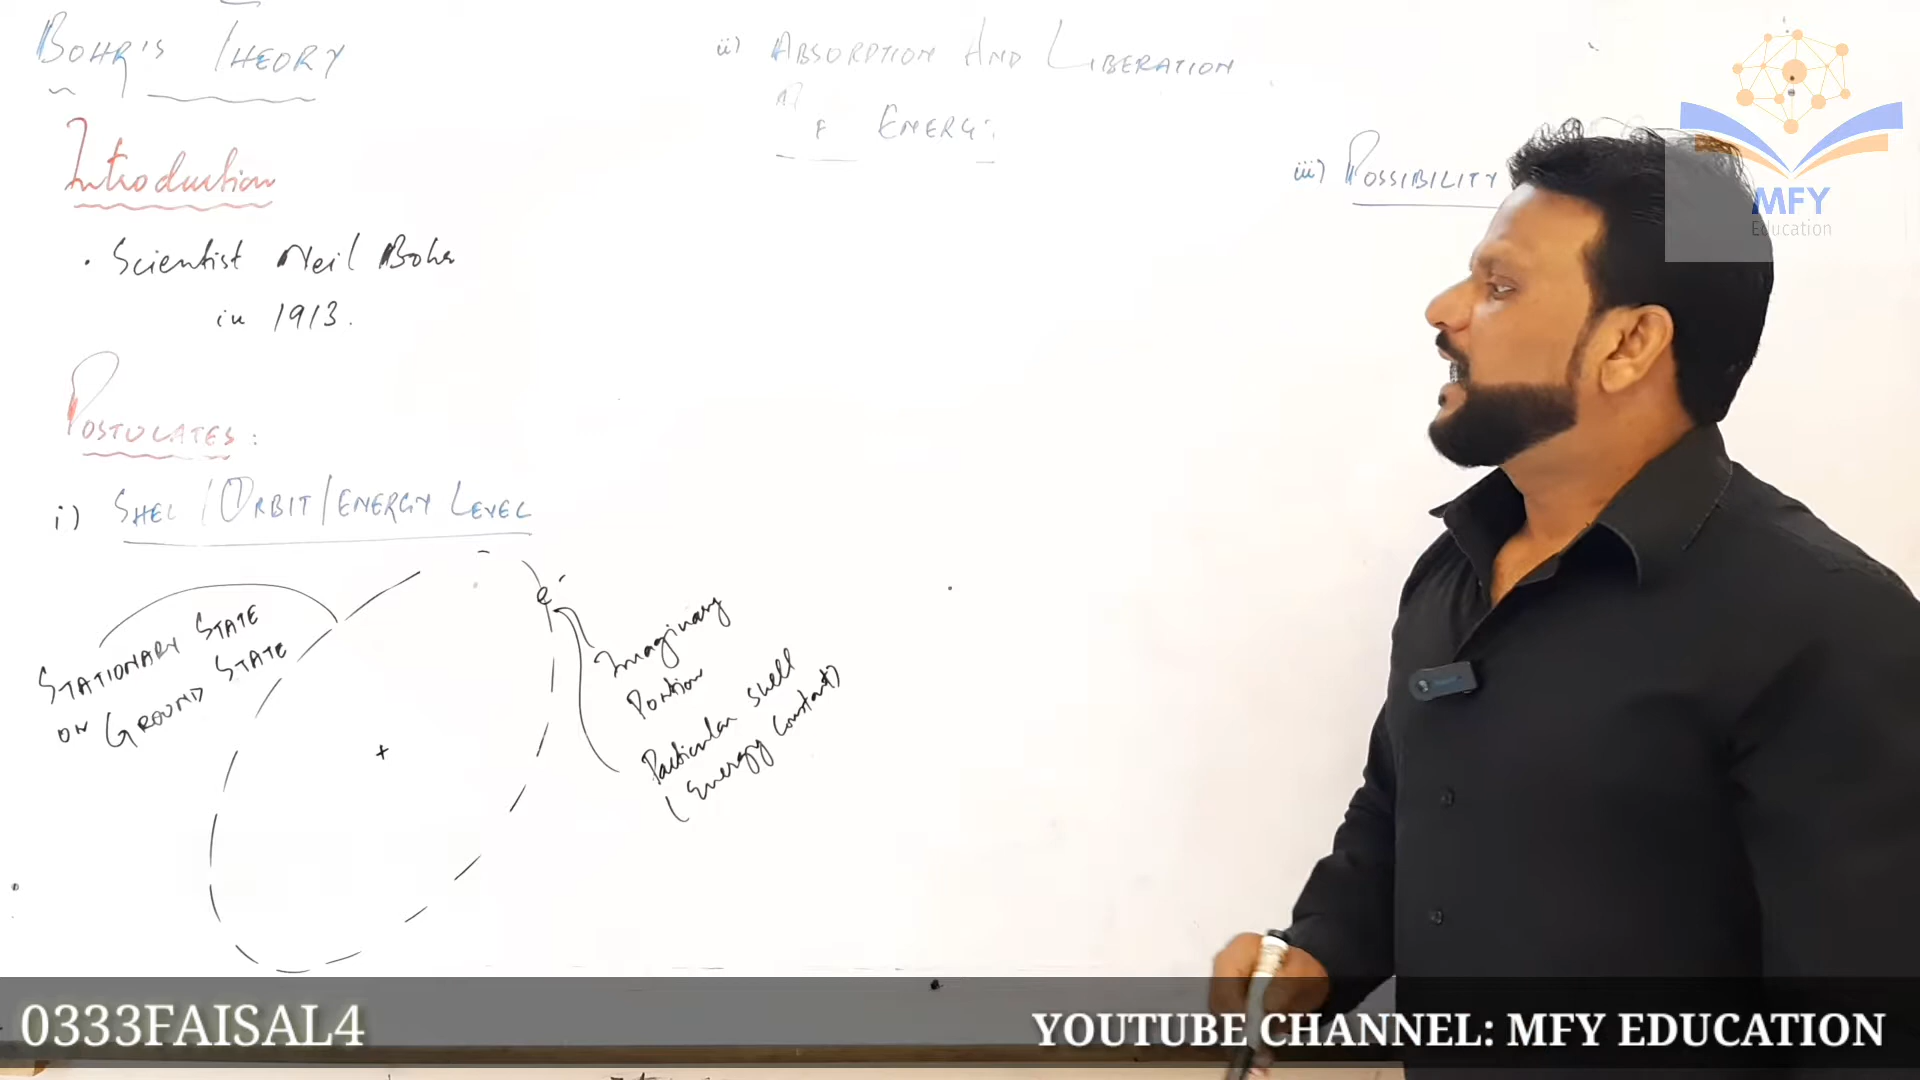 BOHR'S THEORY
Introduction
• Scientist Neil Bohr
in 1913.
POSTULATES:
i) SHEL / ORBIT / ENERGY LEVEL
STATIONARY STATE
OR GROUND STATE
e-
+
Imaginary
Portion
Particular shell
(Energy Constant)
ii) ABSORPTION AND LIBERATION
OF ENERGY:
iii) POSSIBILITY
MFY
Education
0333FAISAL4
YOUTUBE CHANNEL: MFY EDUCATION